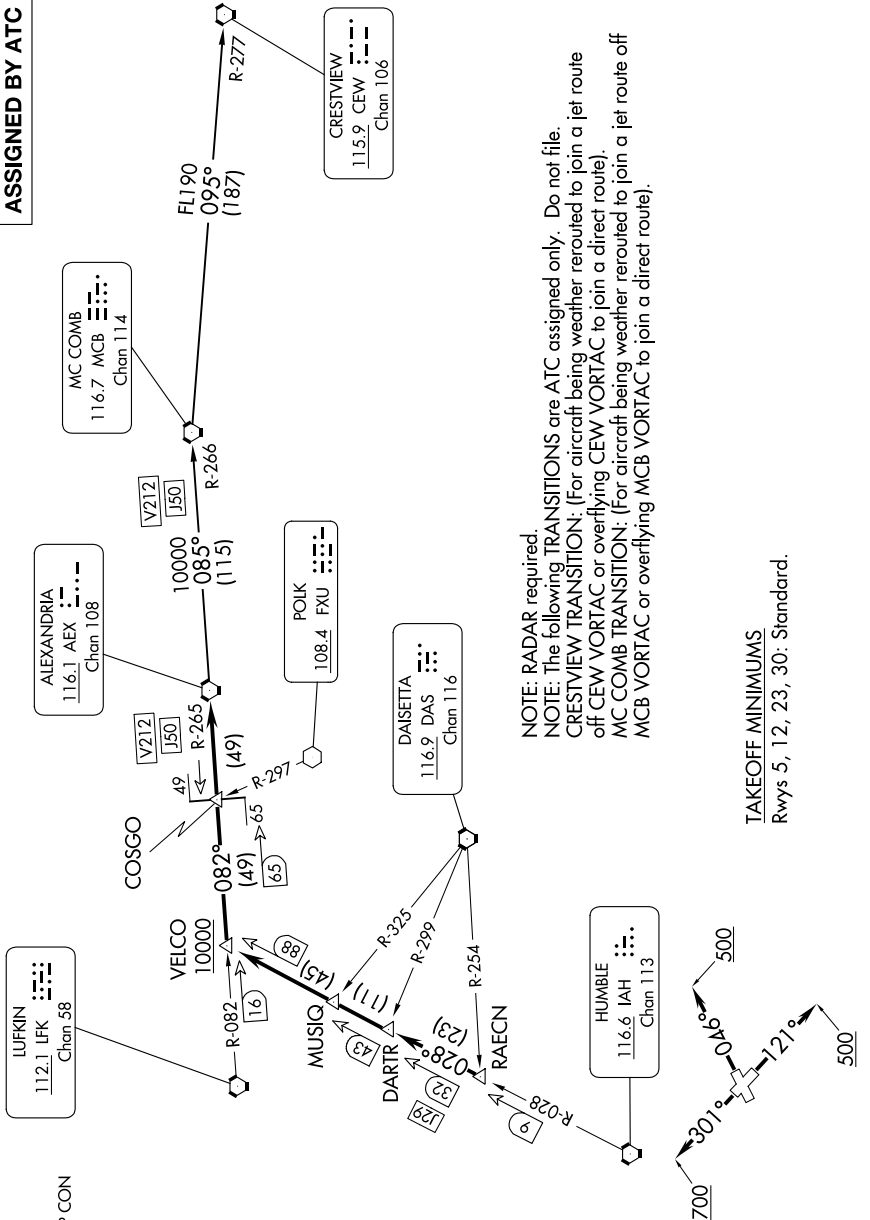 ASSIGNED BY ATC
P CON
LUFKIN
112.1 LFK
Chan 58
ALEXANDRIA
116.1 AEX
Chan 108
MC COMB
116.7 MCB
Chan 114
CRESTVIEW
115.9 CEW
Chan 106
VELCO
10000
R-082
16
COSGO
082°
(49)
65
65
49
R-265
V212
J50
(49)
R-297
POLK
108.4 FXU
10000
085°
(115)
V212
J50
R-266
FL190
095°
(187)
R-277
88
(45)
MUSIQ
43
(11)
DARTR
J29
32
028°
(23)
RAECN
9
R-028
R-325
R-299
R-254
DAISETTA
116.9 DAS
Chan 116
HUMBLE
116.6 IAH
Chan 113
301°
700
046°
500
121°
500
NOTE: RADAR required.
NOTE: The following TRANSITIONS are ATC assigned only. Do not file.
CRESTVIEW TRANSITION: (For aircraft being weather rerouted to join a jet route
off CEW VORTAC or overflying CEW VORTAC to join a direct route).
MC COMB TRANSITION: (For aircraft being weather rerouted to join a jet route off
MCB VORTAC or overflying MCB VORTAC to join a direct route).
TAKEOFF MINIMUMS
Rwys 5, 12, 23, 30: Standard.